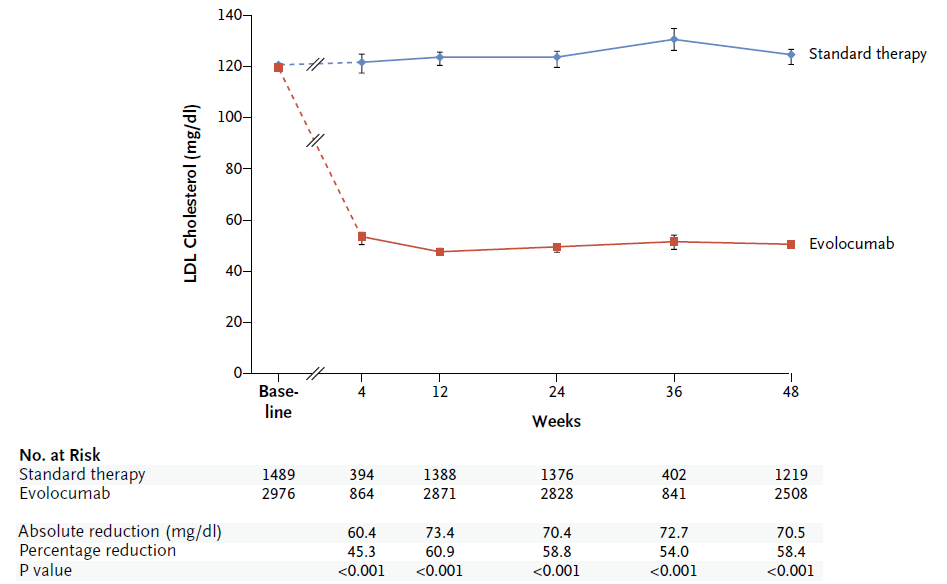 140
120
100
80
60
40
20
0
LDL Cholesterol (mg/dl)
Standard therapy
Evolocumab
Base-
line
4 12 24 36 48
Weeks
No. at Risk
Standard therapy 1489 394 1388 1376 402 1219
Evolocumab 2976 864 2871 2828 841 2508
Absolute reduction (mg/dl) 60.4 73.4 70.4 72.7 70.5
Percentage reduction 45.3 60.9 58.8 54.0 58.4
P value <0.001 <0.001 <0.001 <0.001 <0.001